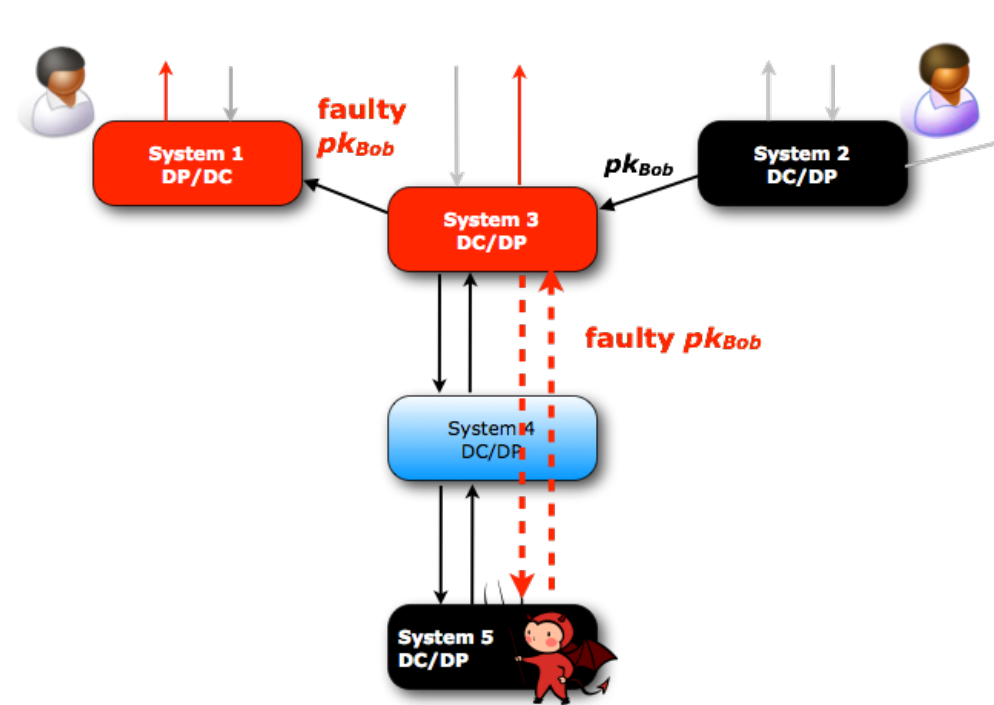 faulty
pkBob
System 1
DP/DC
pkBob
System 2
DC/DP
System 3
DC/DP
faulty pkBob
System 4
DC/DP
System 5
DC/DP